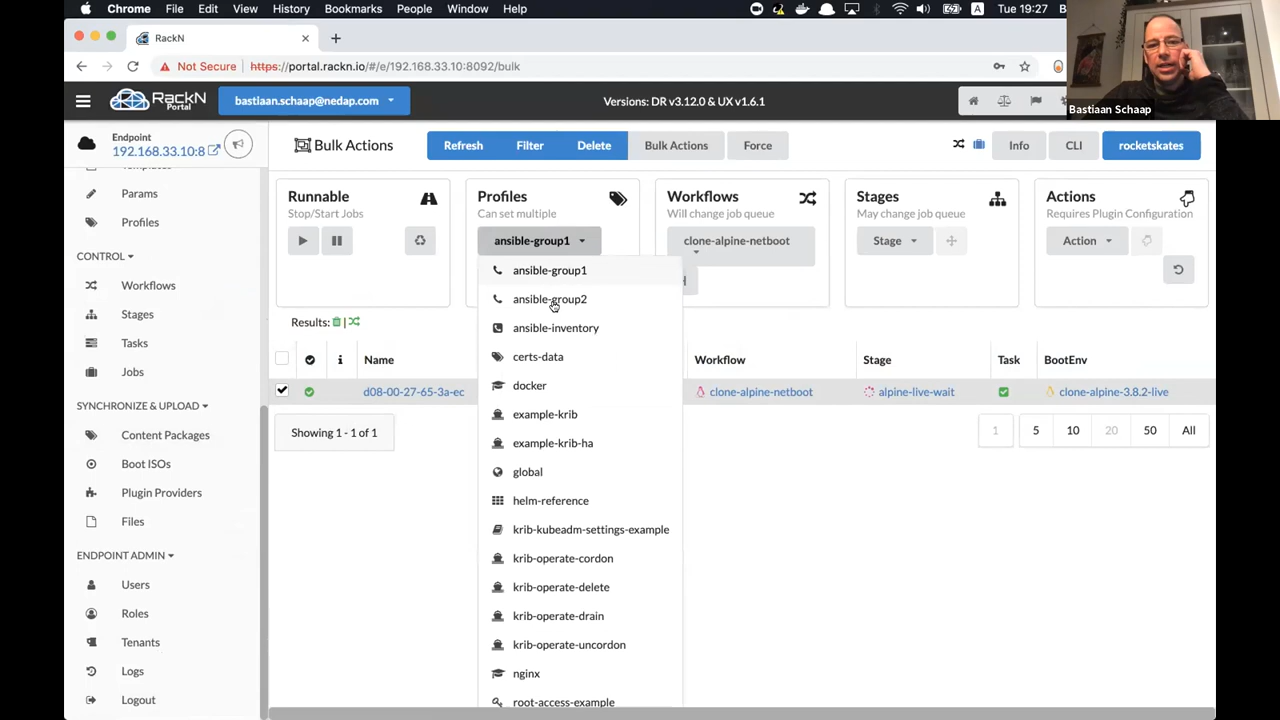 Chrome File Edit View History Bookmarks People Window Help
Tue 19:27
RackN
Not Secure https://portal.rackn.io/#/e/192.168.33.10:8092/bulk
Bastiaan Schaap
RackN Portal
bastiaan.schaap@nedap.com
Versions: DR v3.12.0 & UX v1.6.1
Endpoint
192.168.33.10:8
Bulk Actions
Refresh
Filter
Delete
Bulk Actions
Force
Info
CLI
rocketskates
Params
Profiles
CONTROL
Workflows
Stages
Tasks
Jobs
SYNCHRONIZE & UPLOAD
Content Packages
Boot ISOs
Plugin Providers
Files
ENDPOINT ADMIN
Users
Roles
Tenants
Logs
Logout
Runnable
Stop/Start Jobs
Profiles
Can set multiple
ansible-group1
Workflows
Will change job queue
clone-alpine-netboot
Stages
May change job queue
Stage
Actions
Requires Plugin Configuration
Action
ansible-group1
ansible-group2
ansible-inventory
certs-data
docker
example-krib
example-krib-ha
global
helm-reference
krib-kubeadm-settings-example
krib-operate-cordon
krib-operate-delete
krib-operate-drain
krib-operate-uncordon
nginx
root-access-example
Results:
Name
Workflow
Stage
Task
BootEnv
d08-00-27-65-3a-ec
clone-alpine-netboot
alpine-live-wait
clone-alpine-3.8.2-live
Showing 1 - 1 of 1
1
5
10
20
50
All